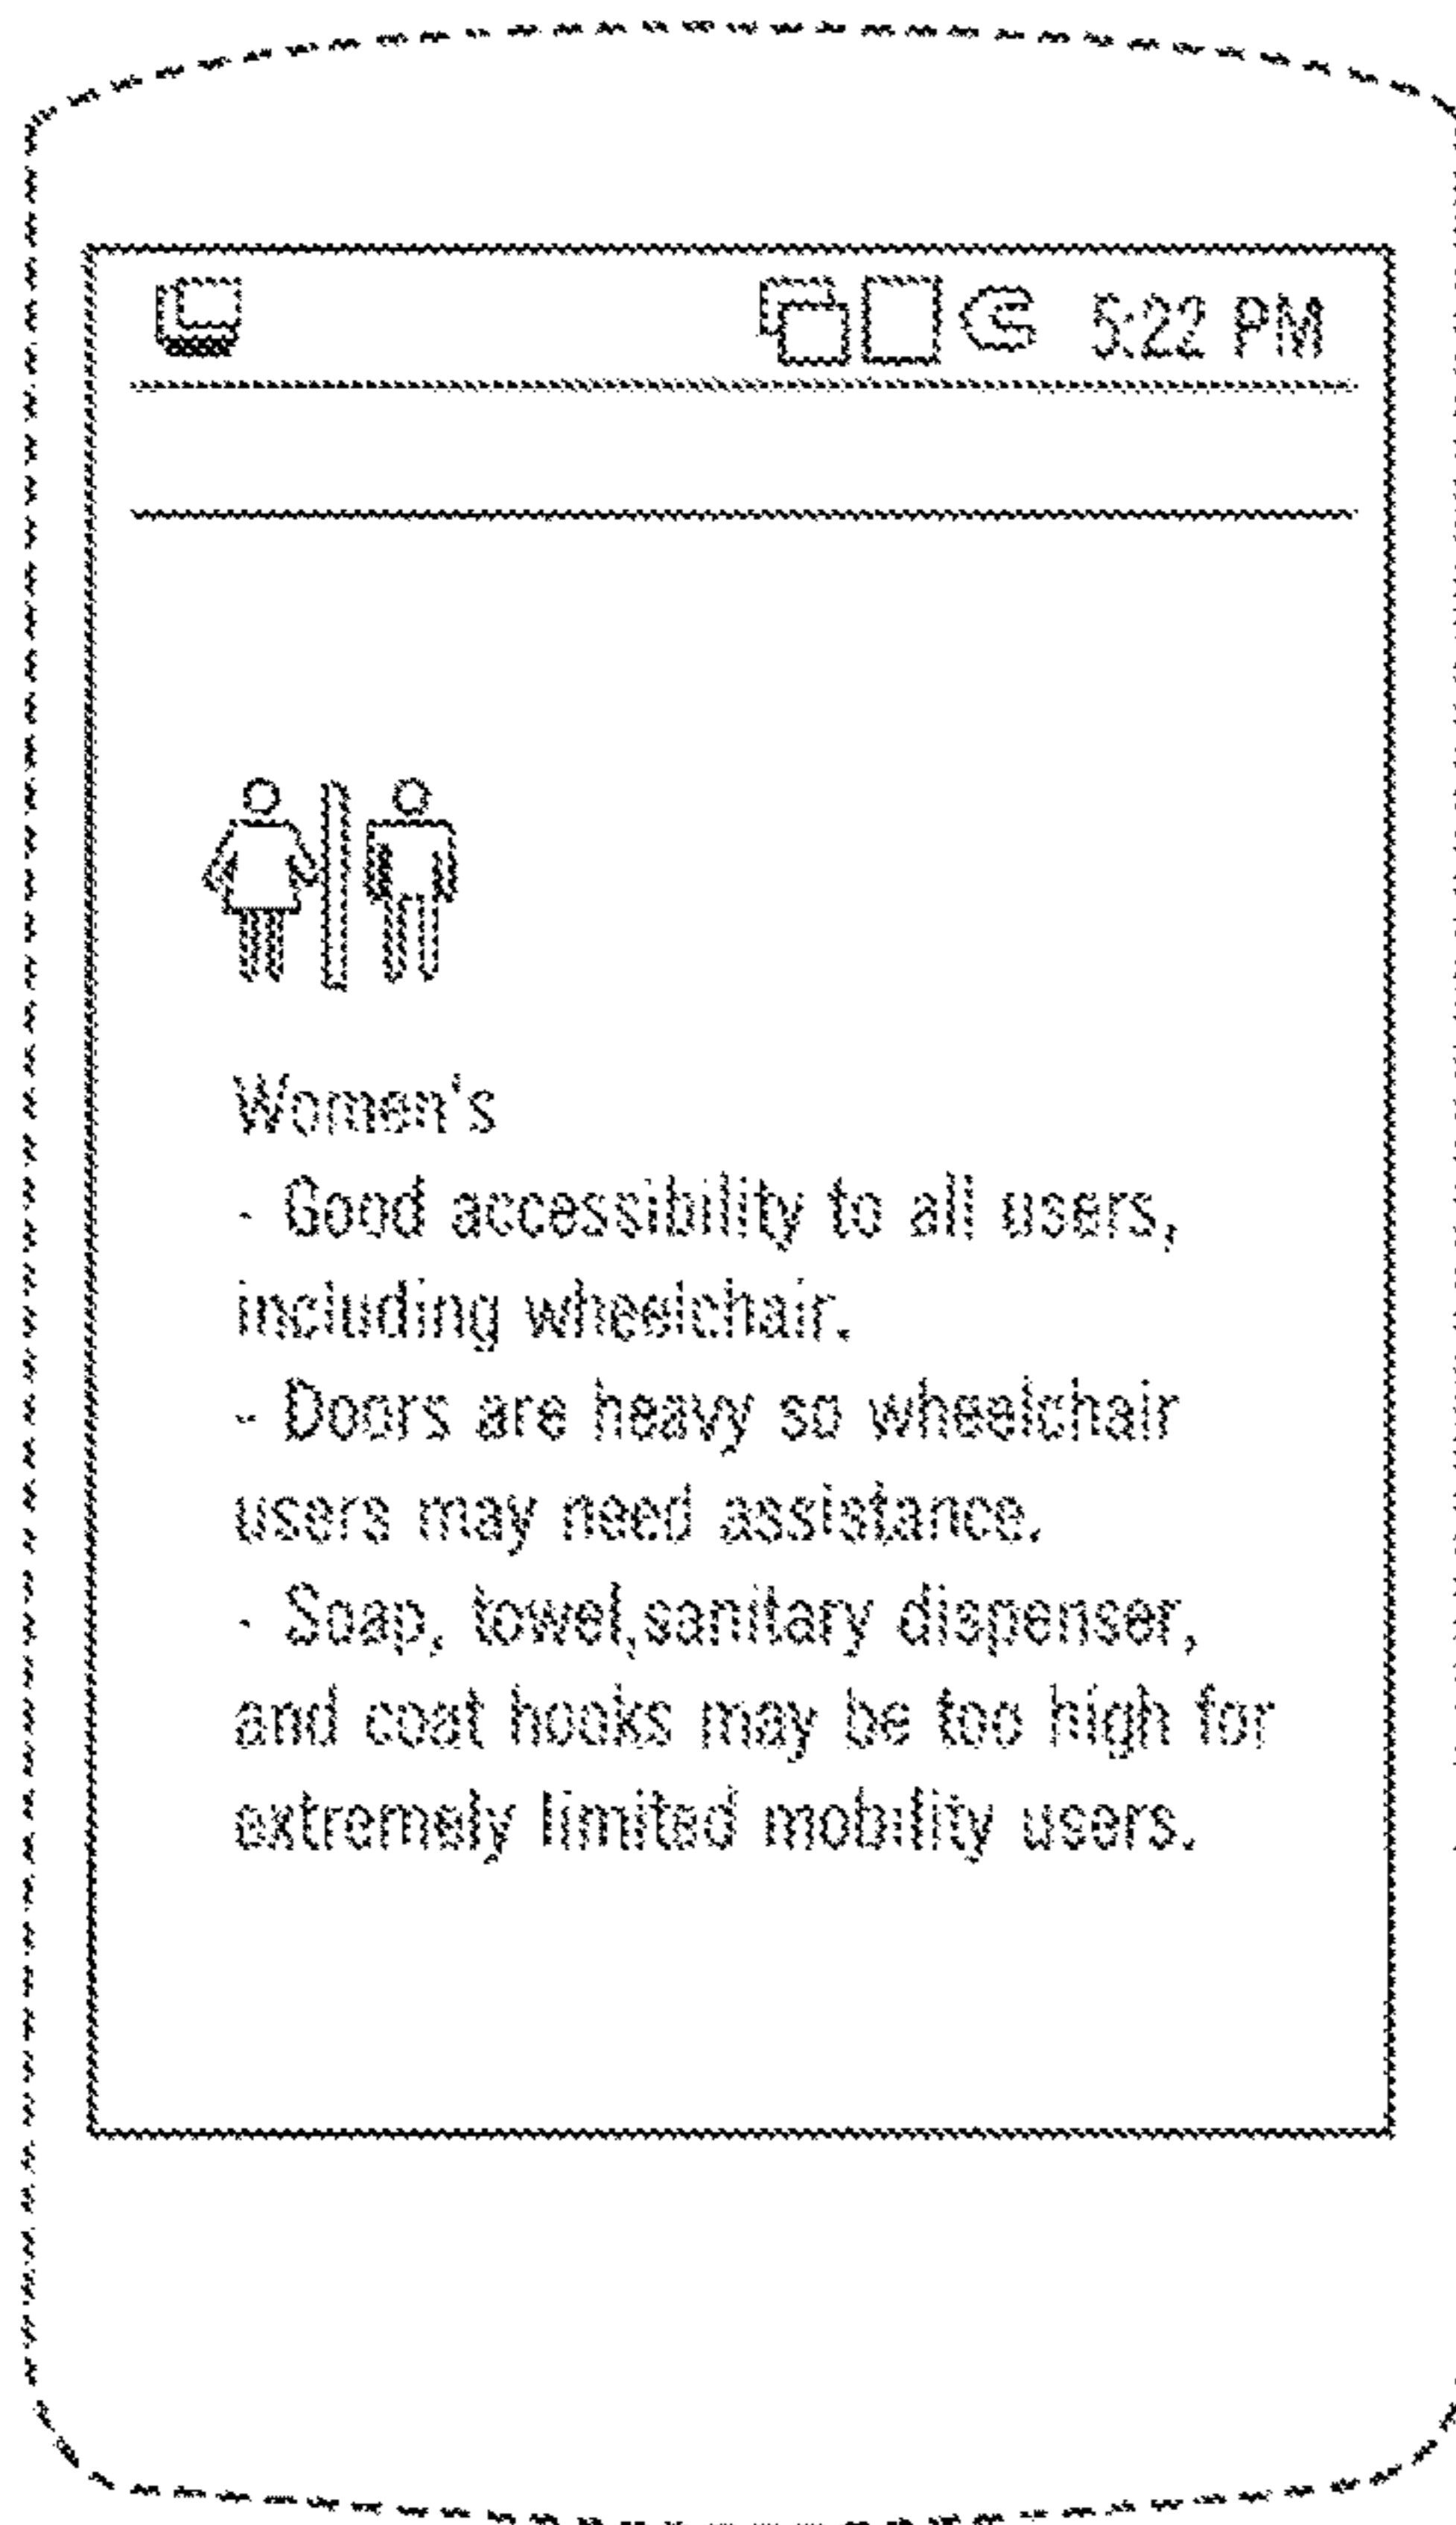 5:22 PM
Women's
- Good accessibility to all users,
including wheelchair.
- Doors are heavy so wheelchair
users may need assistance.
- Soap, towel,sanitary dispenser,
and coat hooks may be too high for
extremely limited mobility users.